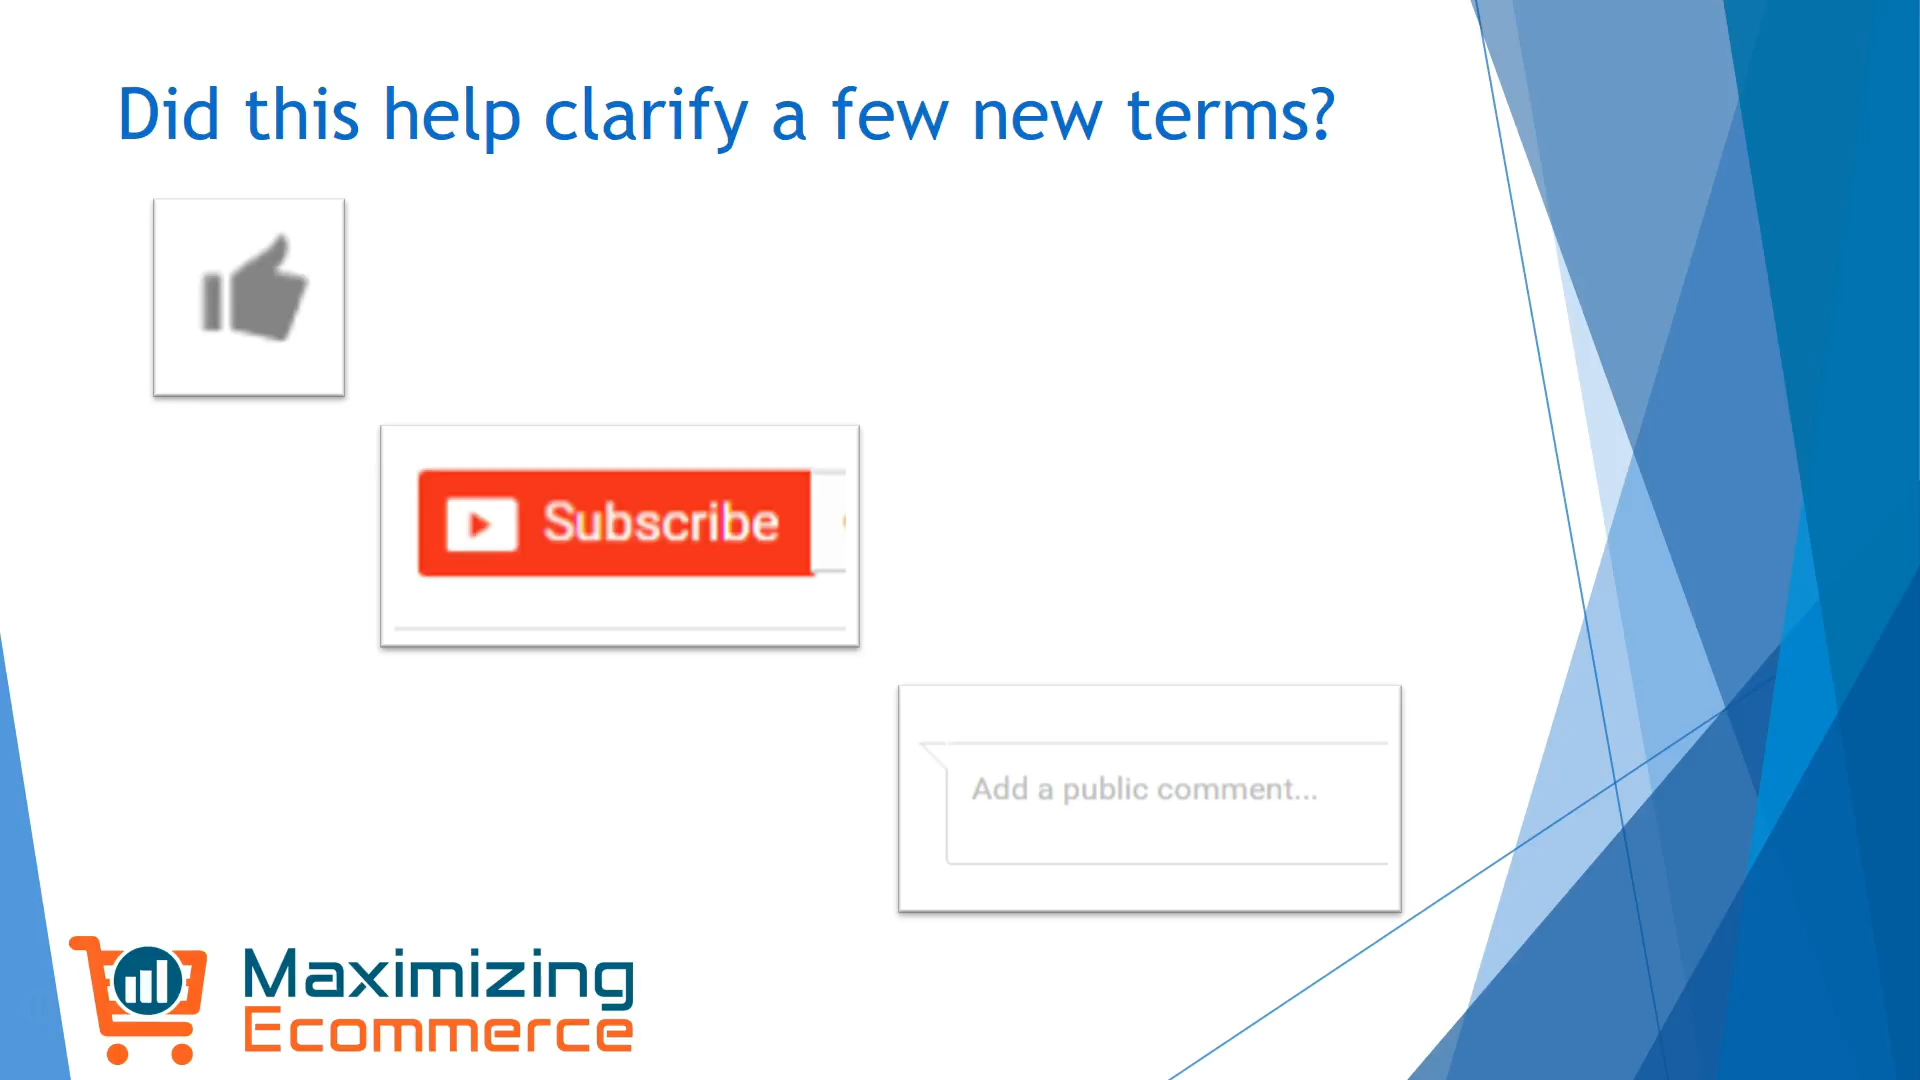 Did this help clarify a few new terms?
Subscribe
Add a public comment...
Maximizing
Ecommerce